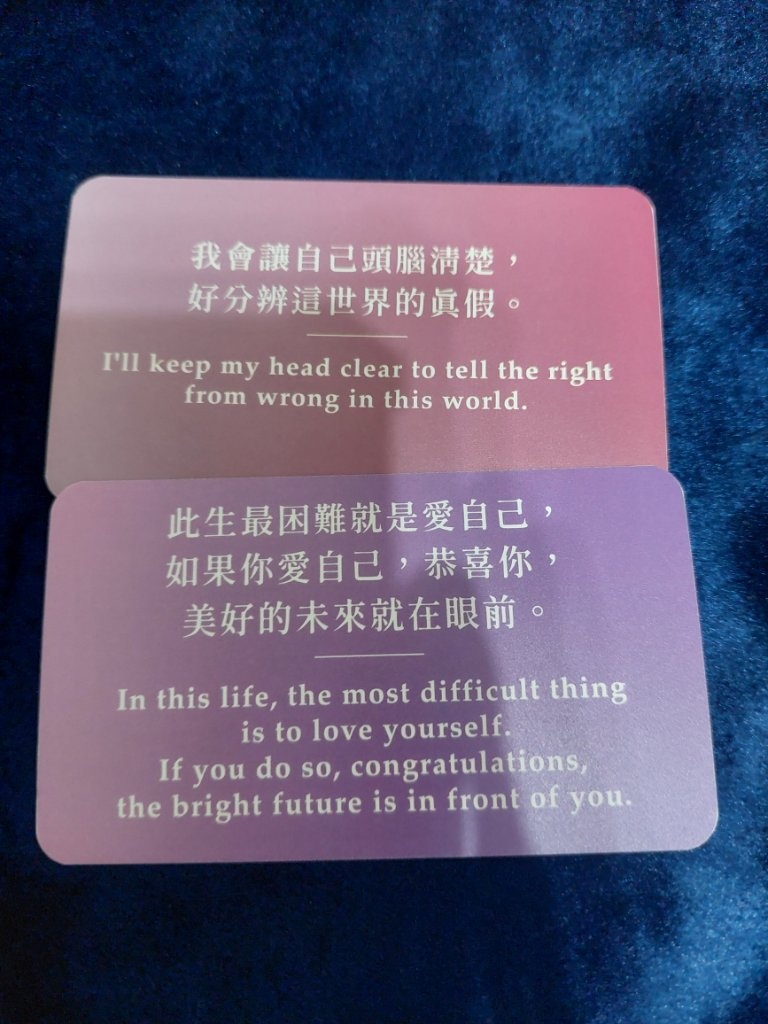 我會讓自己頭腦淸楚，
好分辨這世界的眞假。
I'll keep my head clear to tell the right
from wrong in this world.
此生最困難就是愛自己，
如果你愛自己，恭喜你，
美好的未來就在眼前。
In this life, the most difficult thing
is to love yourself.
If you do so, congratulations,
the bright future is in front of you.